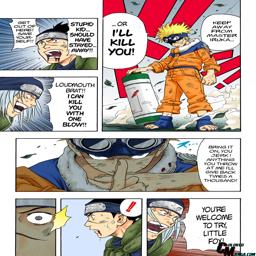 KEEP
AWAY
FROM
MASTER
IRUKA...
...OR
I'LL
KILL
YOU!
STUPID
KID...
SHOULD
HAVE
STAYED...
...AWAY!!
GET
OUT OF
HERE!
SAVE
YOUR-
SELF!!
LOUDMOUTH
BRAT!!
I CAN
KILL YOU
WITH
ONE
BLOW!!
BRING IT
ON, YOU
JERK!
ANYTHING
YOU
THROW AT
ME I'LL
GIVE BACK
TIMES A
THOUSAND!
!
YOU'RE
WELCOME
TO TRY,
LITTLE
FOX!